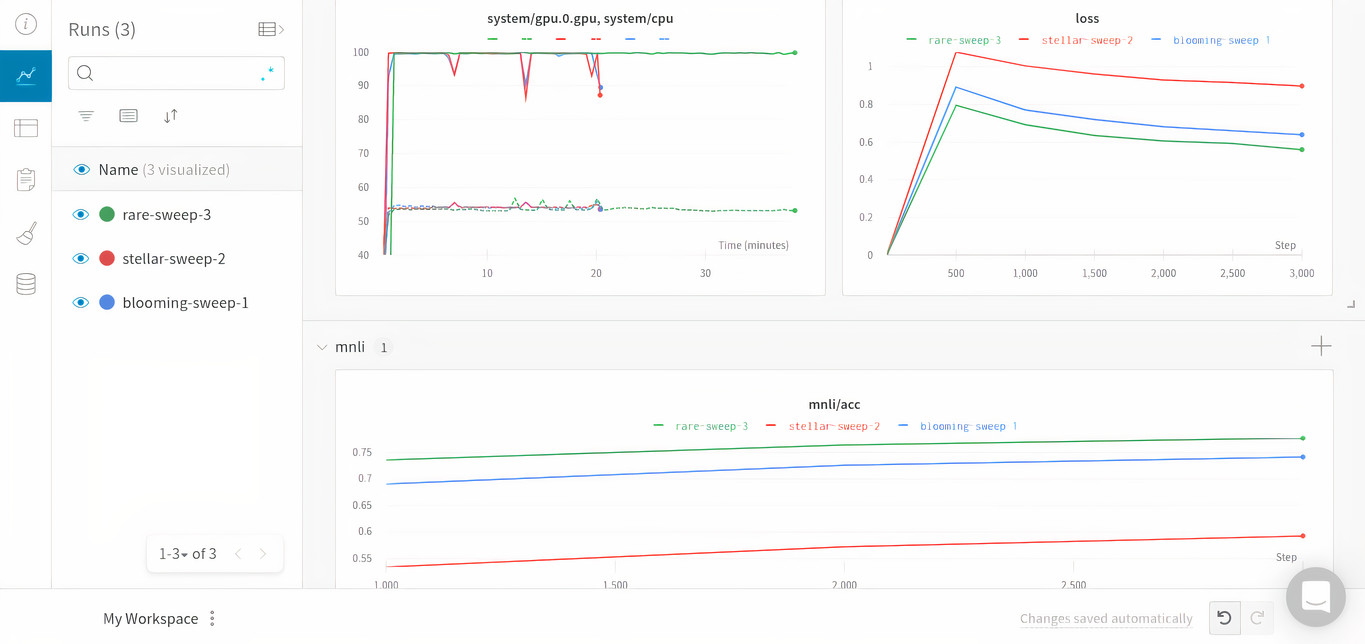 Runs (3)
Name (3 visualized)
rare-sweep-3
stellar-sweep-2
blooming-sweep-1
1-3 of 3
system/gpu.0.gpu, system/cpu
100
90
80
70
60
50
40
Time (minutes)
10 20 30
loss
rare-sweep-3 stellar-sweep-2 blooming-sweep 1
1
0.8
0.6
0.4
0.2
0
Step
500 1,000 1,500 2,000 2,500 3,000
mnli 1
mnli/acc
rare-sweep-3 stellar-sweep-2 blooming-sweep 1
0.75
0.7
0.65
0.6
0.55
Step
1,000 1,500 2,000 2,500
My Workspace
Changes saved automatically